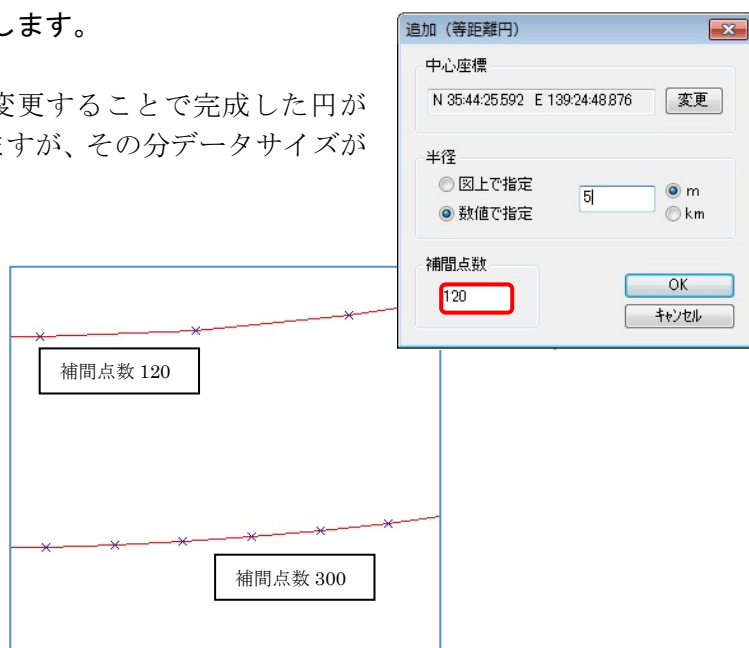 します。
変更することで完成した円が
ますが、その分データサイズが
追加（等距離円）
中心座標
N 35:44:25.592 E 139:24:48.876 変更
半径
図上で指定
数値で指定
5
m
km
補間点数
120
OK
キャンセル
補間点数 120
補間点数 300